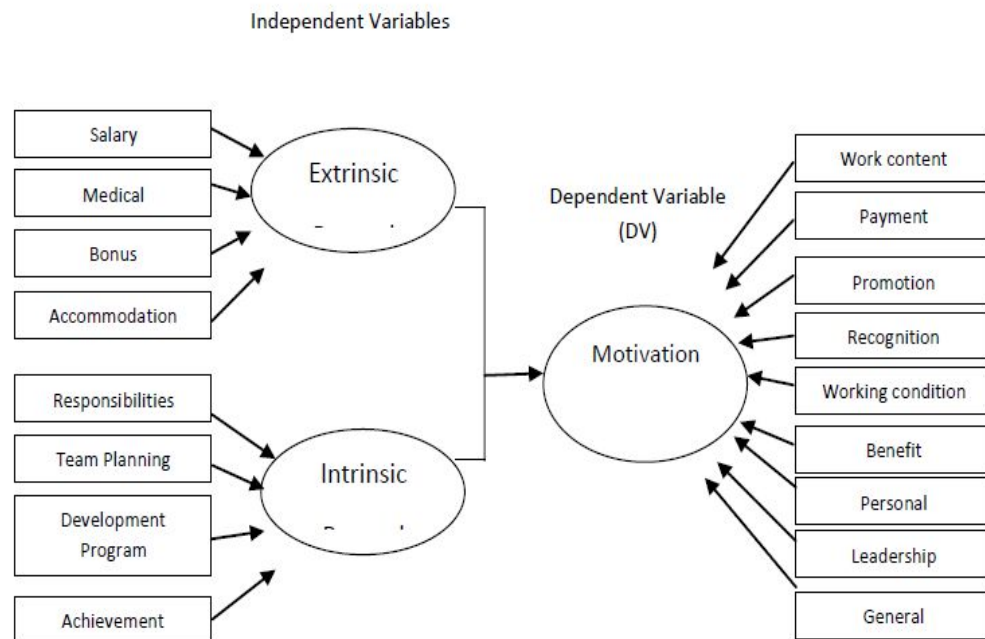 Independent Variables
Salary
Medical
Bonus
Accommodation
Extrinsic
Responsibilities
Team Planning
Development
Program
Achievement
Intrinsic
Dependent Variable
(DV)
Motivation
Work content
Payment
Promotion
Recognition
Working condition
Benefit
Personal
Leadership
General